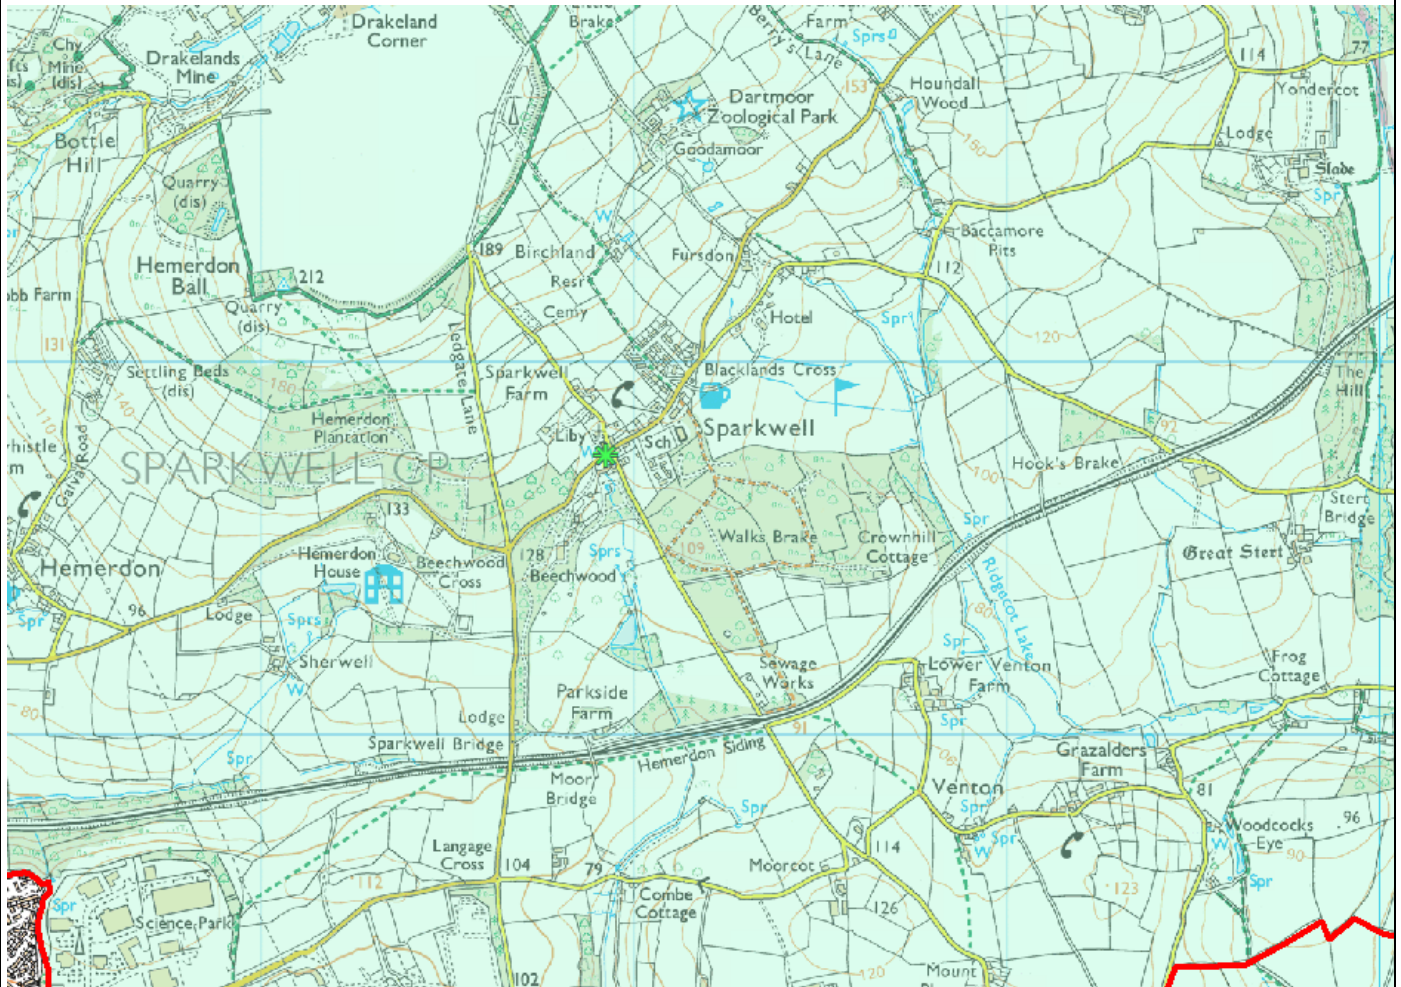 Drakeland
Corner
Brake
Berry's Lane
Farm
Sprs
114
77
Chy
Mine
(dis)
Drakelands
Mine
153
Houndall
Wood
Yondercot
Dartmoor
Zoological Park
Goodamoor
Bottle
Hill
180
Lodge
Slade
Spr
Quarry
(dis)
W
Baccamore
Pits
189
Birchland
Fursdon
Hemerdon
Ball
212
Resr
112
Farm
Quarry
(dis)
Cemy
Hotel
Spr
120
131
Ledgate Lane
Settling Beds
(dis)
180
Sparkwell
Farm
Blacklands Cross
The
Hill
140
110
Hemerdon
Plantation
Liby
Sch
Sparkwell
92
W
SPARKWELL CP
Galva Road
Hook's Brake
100
133
Spr
Stert
Bridge
Hemerdon
Hemerdon
House
Beechwood
Cross
128
Beechwood
Sprs
109
Walks Brake
Crownhill
Cottage
Great Stert
Ridgecot Lake
80
96
Lodge
Sprs
Spr
Spr
Sherwell
W
Sewage
Works
Lower Venton
Farm
Frog
Cottage
80
Parkside
Farm
Lodge
91
Spr
Sparkwell Bridge
Hemerdon Siding
Grazalders
Farm
Spr
Moor
Bridge
Venton
81
Spr
Spr
Spr
W
Woodcocks
Eye
96
W
90
Langage
Cross
104
79
Moorcot
114
112
Combe
Cottage
123
Spr
Spr
Science Park
126
102
120
Mount